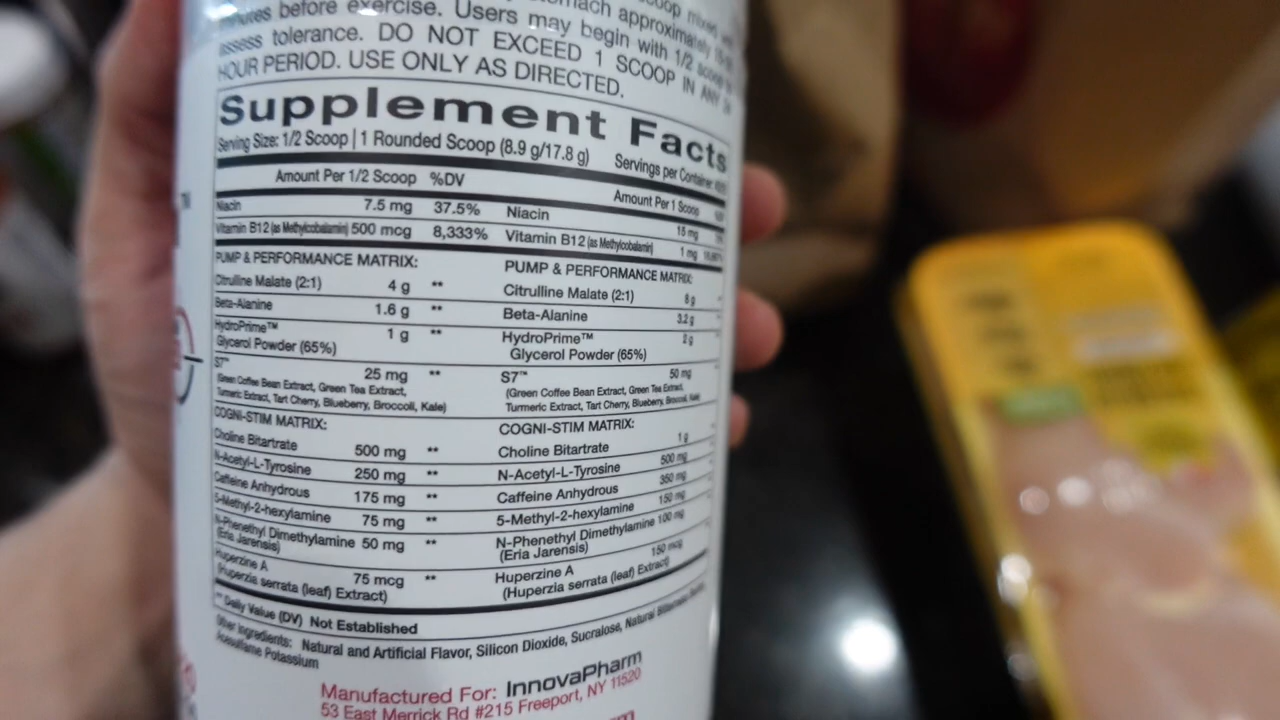 scoop mixed
stomach approximately
before exercise. Users may begin with 1/2 scoop
assess tolerance. DO NOT EXCEED 1 SCOOP IN ANY
HOUR PERIOD. USE ONLY AS DIRECTED.
Supplement Facts
Serving Size: 1/2 Scoop | 1 Rounded Scoop (8.9 g/17.8 g) Servings per Container:
Amount Per 1/2 Scoop %DV Amount Per 1 Scoop
Niacin 7.5 mg 37.5% Niacin 15 mg
Vitamin B12 (as Methylcobalamin) 500 mcg 8,333% Vitamin B12 (as Methylcobalamin) 1 mg
PUMP & PERFORMANCE MATRIX: PUMP & PERFORMANCE MATRIX:
Citrulline Malate (2:1) 4 g ** Citrulline Malate (2:1) 8 g
Beta-Alanine 1.6 g ** Beta-Alanine 3.2 g
HydroPrime™ 1 g ** HydroPrime™ 2 g
Glycerol Powder (65%) Glycerol Powder (65%)
S7™ 25 mg ** S7™ 50 mg
(Green Coffee Bean Extract, Green Tea Extract, (Green Coffee Bean Extract, Green Tea Extract,
Turmeric Extract, Tart Cherry, Blueberry, Broccoli, Kale) Turmeric Extract, Tart Cherry, Blueberry, Broccoli, Kale)
COGNI-STIM MATRIX: COGNI-STIM MATRIX:
Choline Bitartrate 500 mg ** Choline Bitartrate 1 g
N-Acetyl-L-Tyrosine 250 mg ** N-Acetyl-L-Tyrosine 500 mg
Caffeine Anhydrous 175 mg ** Caffeine Anhydrous 350 mg
5-Methyl-2-hexylamine 75 mg ** 5-Methyl-2-hexylamine 150 mg
N-Phenethyl Dimethylamine 50 mg ** N-Phenethyl Dimethylamine 100 mg
(Eria Jarensis) (Eria Jarensis)
Huperzine A 75 mcg ** Huperzine A 150 mcg
(Huperzia serrata (leaf) Extract) (Huperzia serrata (leaf) Extract)
** Daily Value (DV) Not Established
Other Ingredients: Natural and Artificial Flavor, Silicon Dioxide, Sucralose, Natural
Acesulfame Potassium
Manufactured For: InnovaPharm
53 East Merrick Rd #215 Freeport, NY 11520